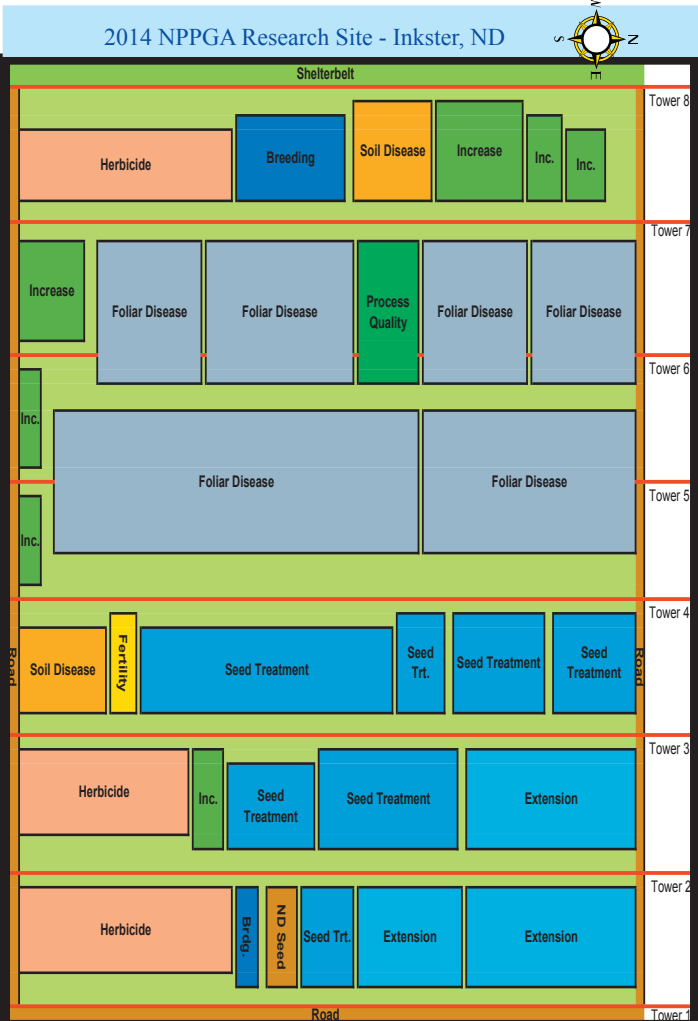 2014 NPPGA Research Site - Inkster, ND
W
S
N
E
Shelterbelt
Tower 8
Herbicide
Breeding
Soil Disease
Increase
Inc.
Inc.
Tower 7
Increase
Foliar Disease
Foliar Disease
Process
Quality
Foliar Disease
Foliar Disease
Tower 6
Inc.
Foliar Disease
Foliar Disease
Tower 5
Inc.
Tower 4
Road
Soil Disease
Fertility
Seed Treatment
Seed
Trt.
Seed Treatment
Seed
Treatment
Road
Tower 3
Herbicide
Inc.
Seed
Treatment
Seed Treatment
Extension
Tower 2
Herbicide
Brdg.
ND Seed
Seed Trt.
Extension
Extension
Road
Tower 1